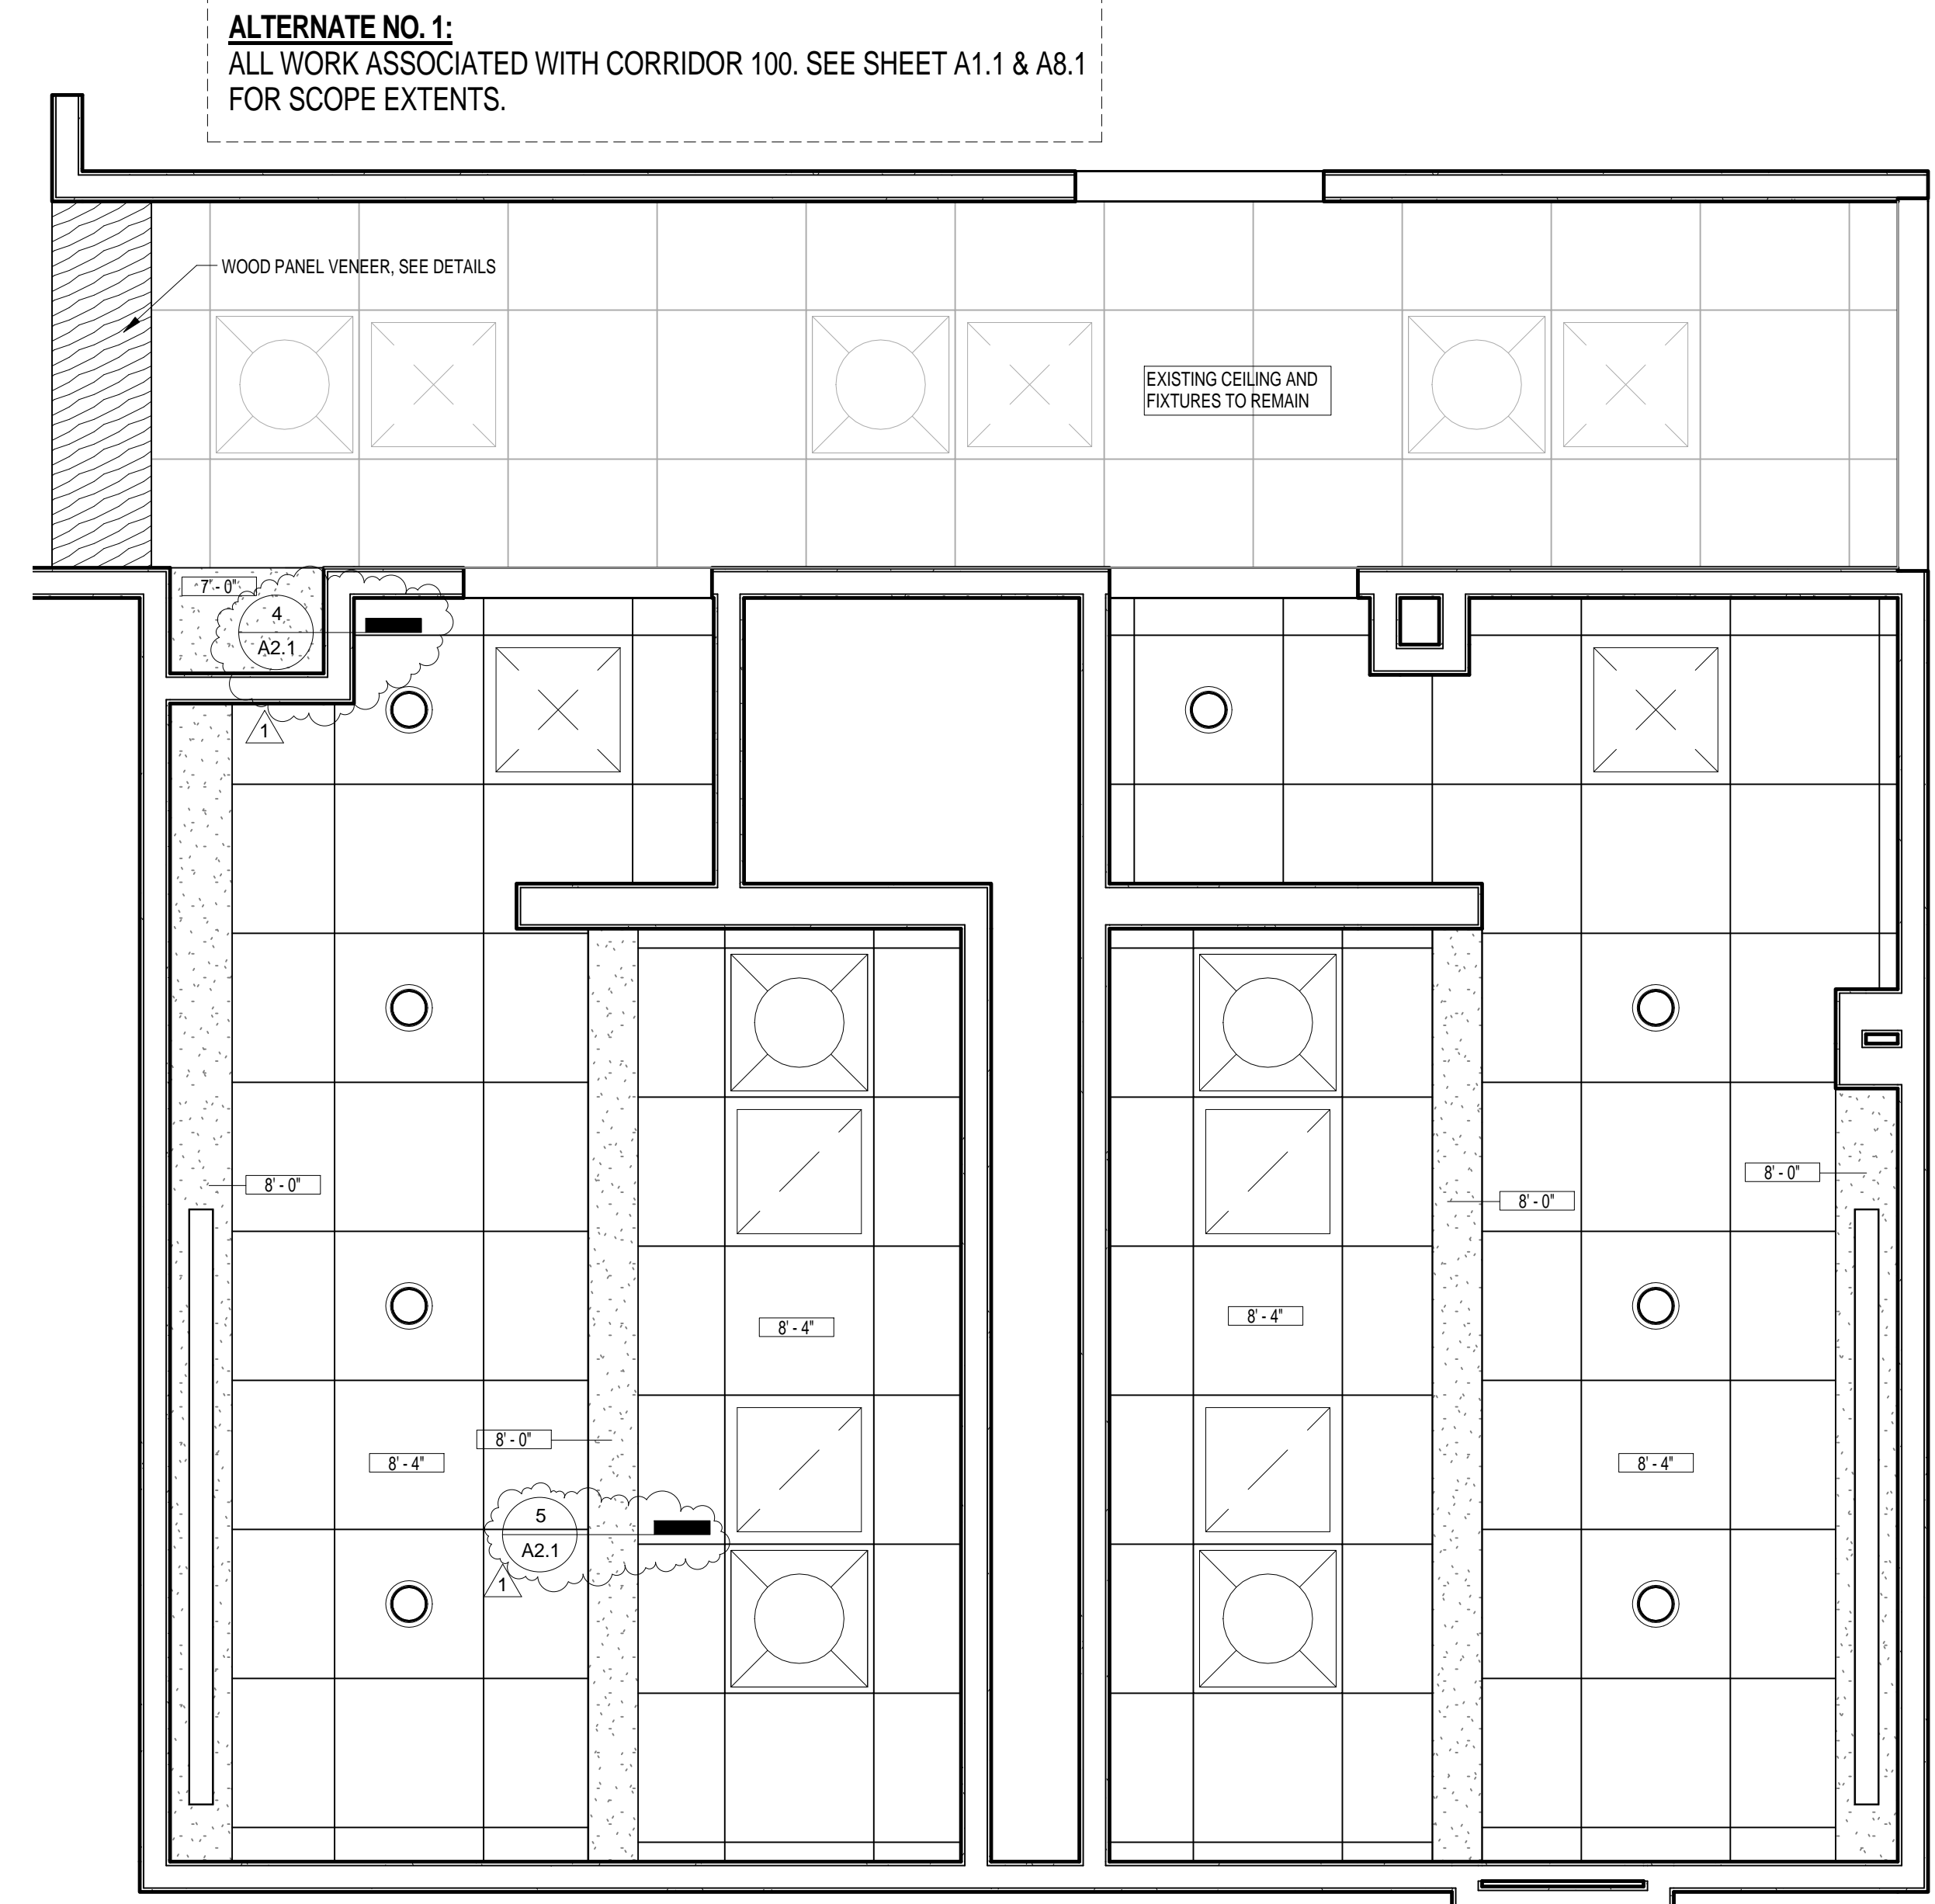 ALTERNATE NO. 1:
ALL WORK ASSOCIATED WITH CORRIDOR 100. SEE SHEET A1.1 & A8.1
FOR SCOPE EXTENTS.
WOOD PANEL VENEER, SEE DETAILS
EXISTING CEILING AND
FIXTURES TO REMAIN
7' - 0"
4
A2.1
1
8' - 0"
8' - 0"
8' - 0"
8' - 4"
8' - 4"
8' - 0"
8' - 4"
8' - 4"
5
A2.1
1